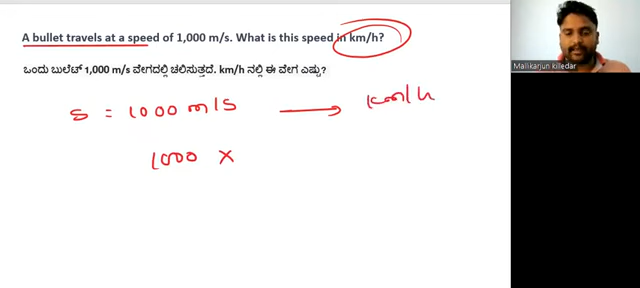 A bullet travels at a speed of 1,000 m/s. What is this speed in km/h?
ಒಂದು ಬುಲೆಟ್ 1,000 m/s ವೇಗದಲ್ಲಿ ಚಲಿಸುತ್ತದೆ. km/h ನಲ್ಲಿ ಈ ವೇಗ ಎಷ್ಟು?
S = 1000 m/s → km/h
1000 ×
Mallikarjun killedar